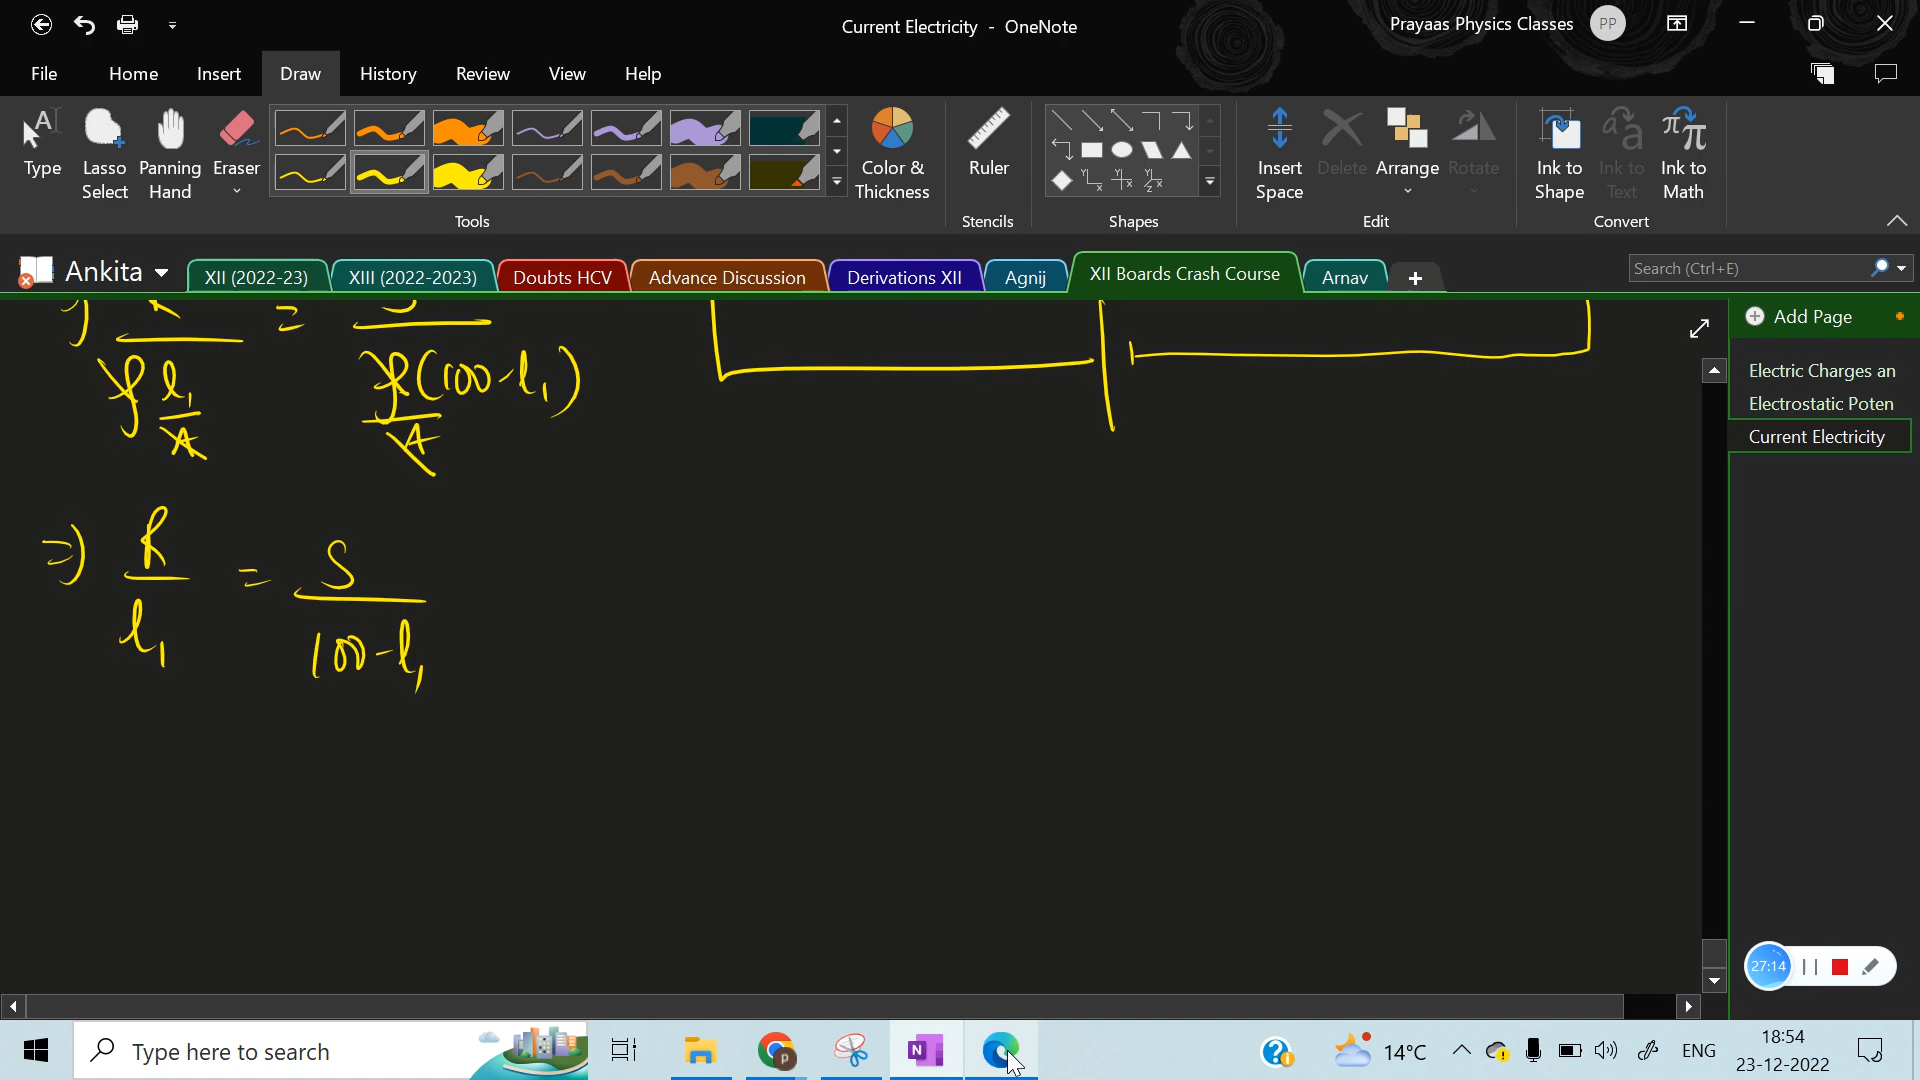 Current Electricity - OneNote
Prayaas Physics Classes PP
File Home Insert Draw History Review View Help
Type
Lasso Select
Panning Hand
Eraser
Color & Thickness
Ruler
Insert Space
Delete
Arrange
Rotate
Ink to Shape
Ink to Text
Ink to Math
Tools
Stencils
Shapes
Edit
Convert
Ankita
XII (2022-23)
XIII (2022-2023)
Doubts HCV
Advance Discussion
Derivations XII
Agnij
XII Boards Crash Course
Arnav
Search (Ctrl+E)
Add Page
Electric Charges an
Electrostatic Poten
Current Electricity
=
ρ l₁ / A
ρ(100-l₁) / A
⇒ R / l₁ = S / 100-l₁
27:14
Type here to search
14°C
ENG
18:54
23-12-2022